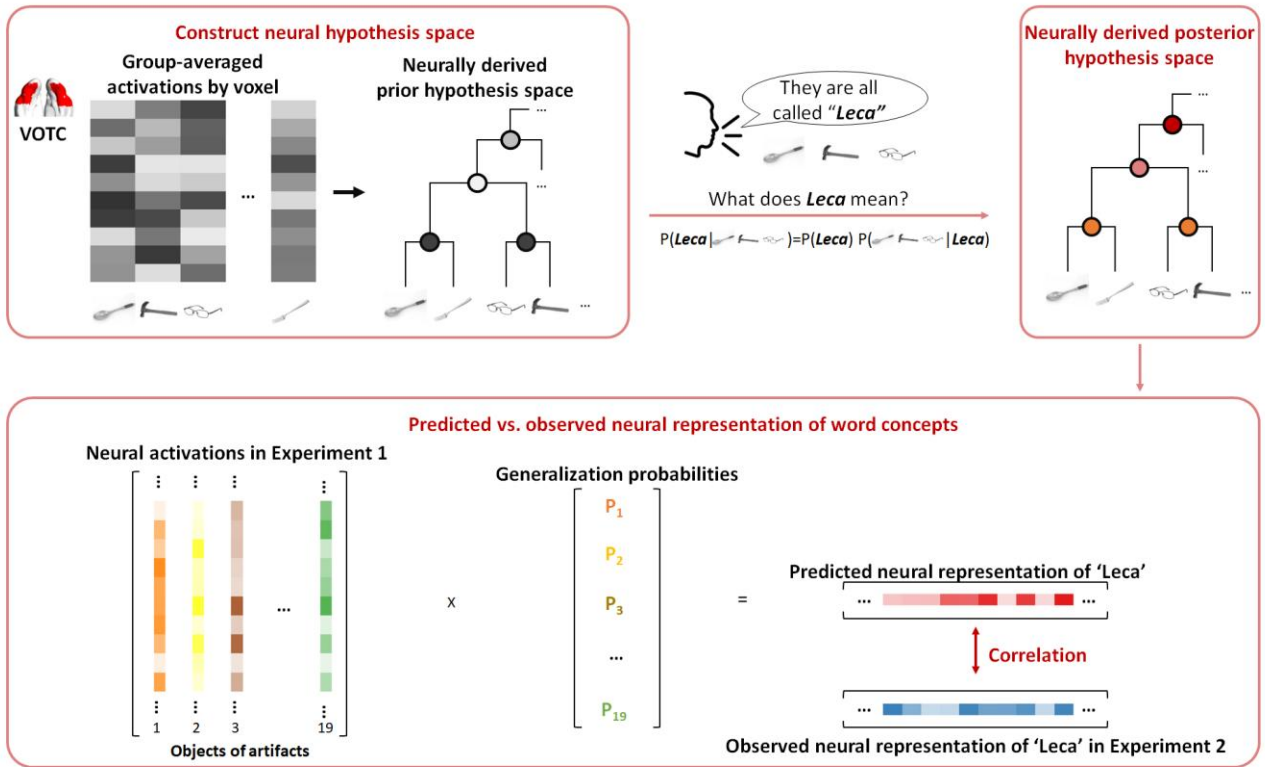 Construct neural hypothesis space
Group-averaged
activations by voxel
VOTC
...
Neurally derived
prior hypothesis space
...
...
...
They are all
called "Leca"
What does Leca mean?
P(Leca| )=P(Leca) P( |Leca)
Neurally derived posterior
hypothesis space
...
...
...
Predicted vs. observed neural representation of word concepts
Neural activations in Experiment 1
... ... ... ...
...
... ... ... ...
1 2 3 19
Objects of artifacts
x
Generalization probabilities
P1
P2
P3
...
P19
=
Predicted neural representation of 'Leca'
... ...
Correlation
... ...
Observed neural representation of 'Leca' in Experiment 2